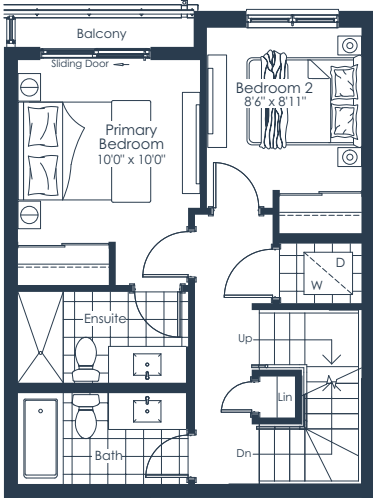 Balcony
Sliding Door
Bedroom 2
8'6" x 8'11"
Primary
Bedroom
10'0" x 10'0"
D
W
Ensuite
Up
Lin
Bath
Dn